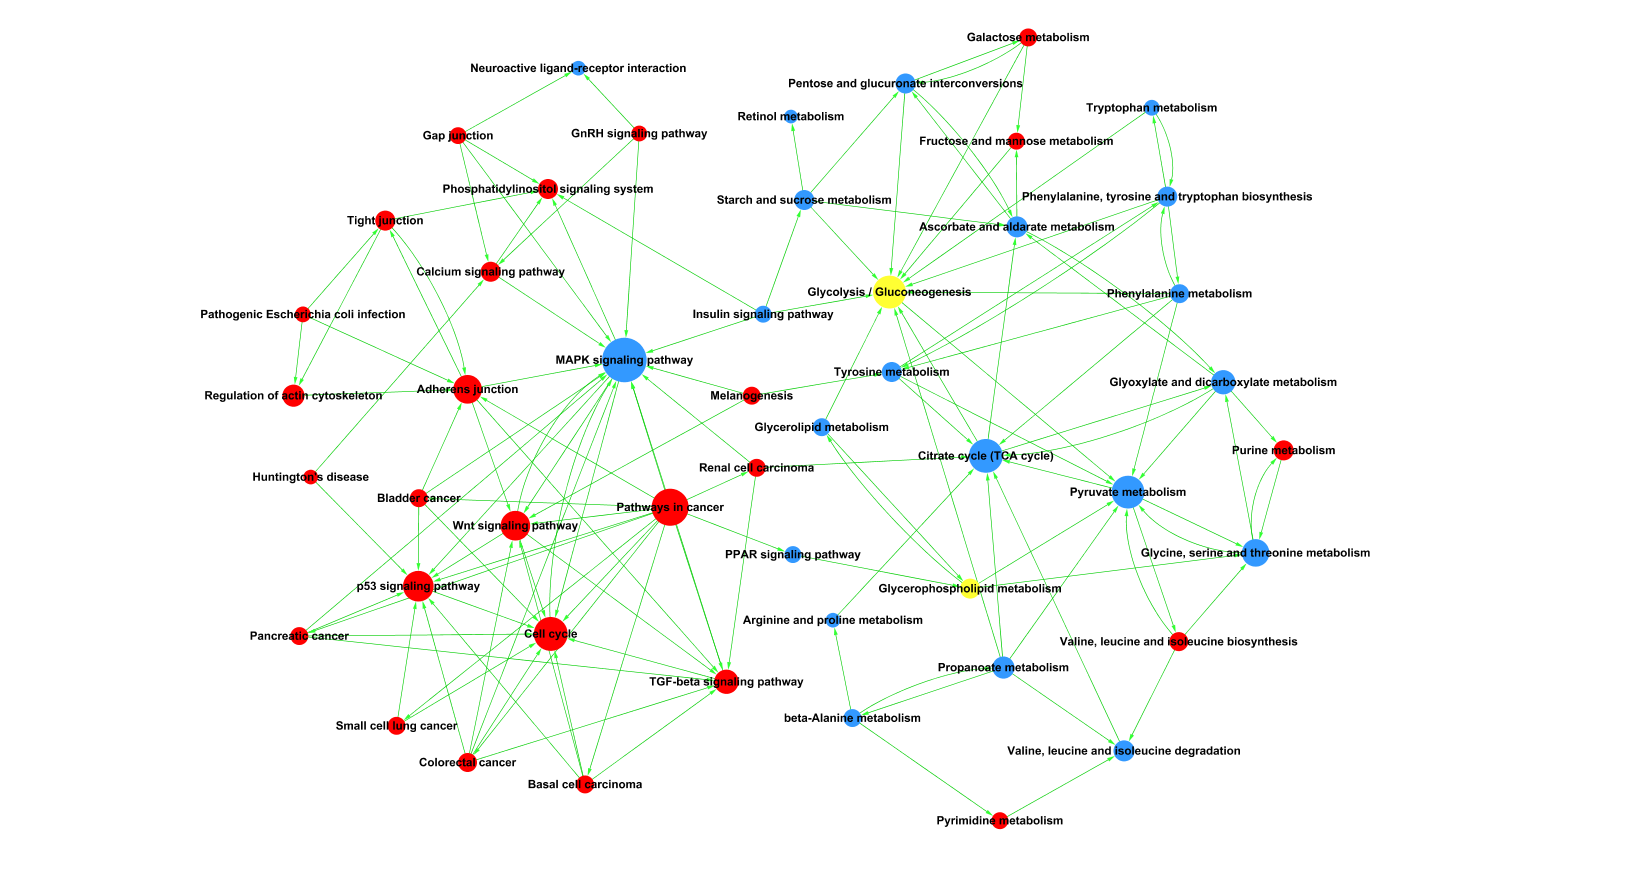 Galactose metabolism
Neuroactive ligand-receptor interaction
Pentose and glucuronate interconversions
Tryptophan metabolism
Retinol metabolism
Gap junction
GnRH signaling pathway
Fructose and mannose metabolism
Phosphatidylinositol signaling system
Phenylalanine, tyrosine and tryptophan biosynthesis
Starch and sucrose metabolism
Tight junction
Ascorbate and aldarate metabolism
Calcium signaling pathway
Glycolysis / Gluconeogenesis
Phenylalanine metabolism
Pathogenic Escherichia coli infection
Insulin signaling pathway
MAPK signaling pathway
Tyrosine metabolism
Glyoxylate and dicarboxylate metabolism
Adherens junction
Regulation of actin cytoskeleton
Melanogenesis
Glycerolipid metabolism
Purine metabolism
Citrate cycle (TCA cycle)
Renal cell carcinoma
Huntington's disease
Pyruvate metabolism
Bladder cancer
Pathways in cancer
Wnt signaling pathway
PPAR signaling pathway
Glycine, serine and threonine metabolism
p53 signaling pathway
Glycerophospholipid metabolism
Arginine and proline metabolism
Cell cycle
Pancreatic cancer
Valine, leucine and isoleucine biosynthesis
Propanoate metabolism
TGF-beta signaling pathway
beta-Alanine metabolism
Small cell lung cancer
Valine, leucine and isoleucine degradation
Colorectal cancer
Basal cell carcinoma
Pyrimidine metabolism